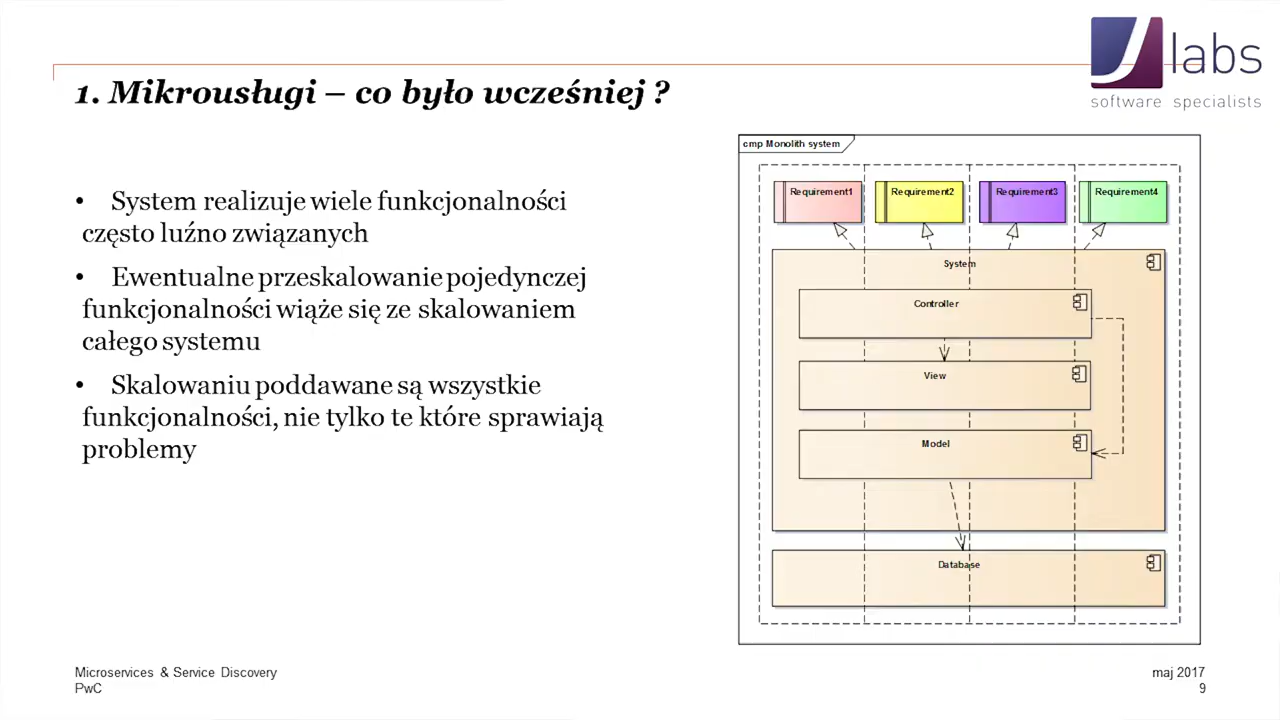 labs
software specialists
1. Mikrousługi – co było wcześniej ?
• System realizuje wiele funkcjonalności
często luźno związanych
• Ewentualne przeskalowanie pojedynczej
funkcjonalności wiąże się ze skalowaniem
całego systemu
• Skalowaniu poddawane są wszystkie
funkcjonalności, nie tylko te które sprawiają
problemy
cmp Monolith system
Requirement1
Requirement2
Requirement3
Requirement4
System
Controller
View
Model
Database
Microservices & Service Discovery
PwC
maj 2017
9